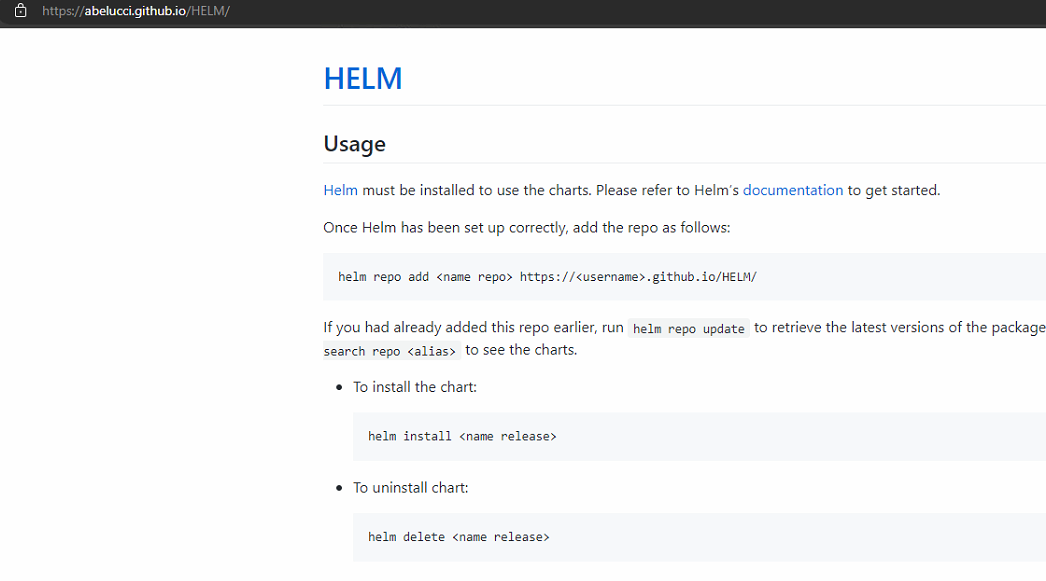 https://abelucci.github.io/HELM/
HELM
Usage
Helm must be installed to use the charts. Please refer to Helm's documentation to get started.
Once Helm has been set up correctly, add the repo as follows:
helm repo add <name repo> https://<username>.github.io/HELM/
If you had already added this repo earlier, run helm repo update to retrieve the latest versions of the package
search repo <alias> to see the charts.
To install the chart:
helm install <name release>
To uninstall chart:
helm delete <name release>